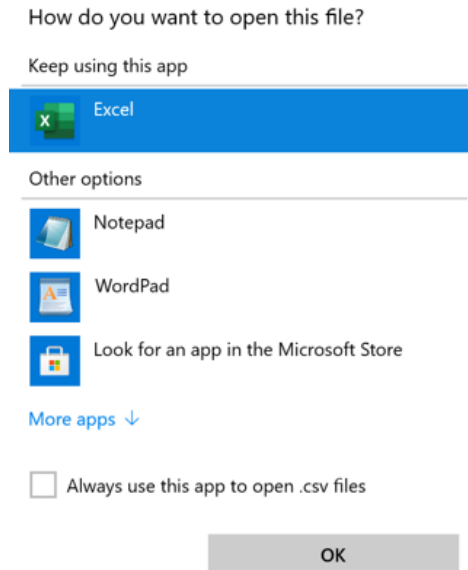 How do you want to open this file?
Keep using this app
Excel
Other options
Notepad
WordPad
Look for an app in the Microsoft Store
More apps ↓
Always use this app to open .csv files
OK